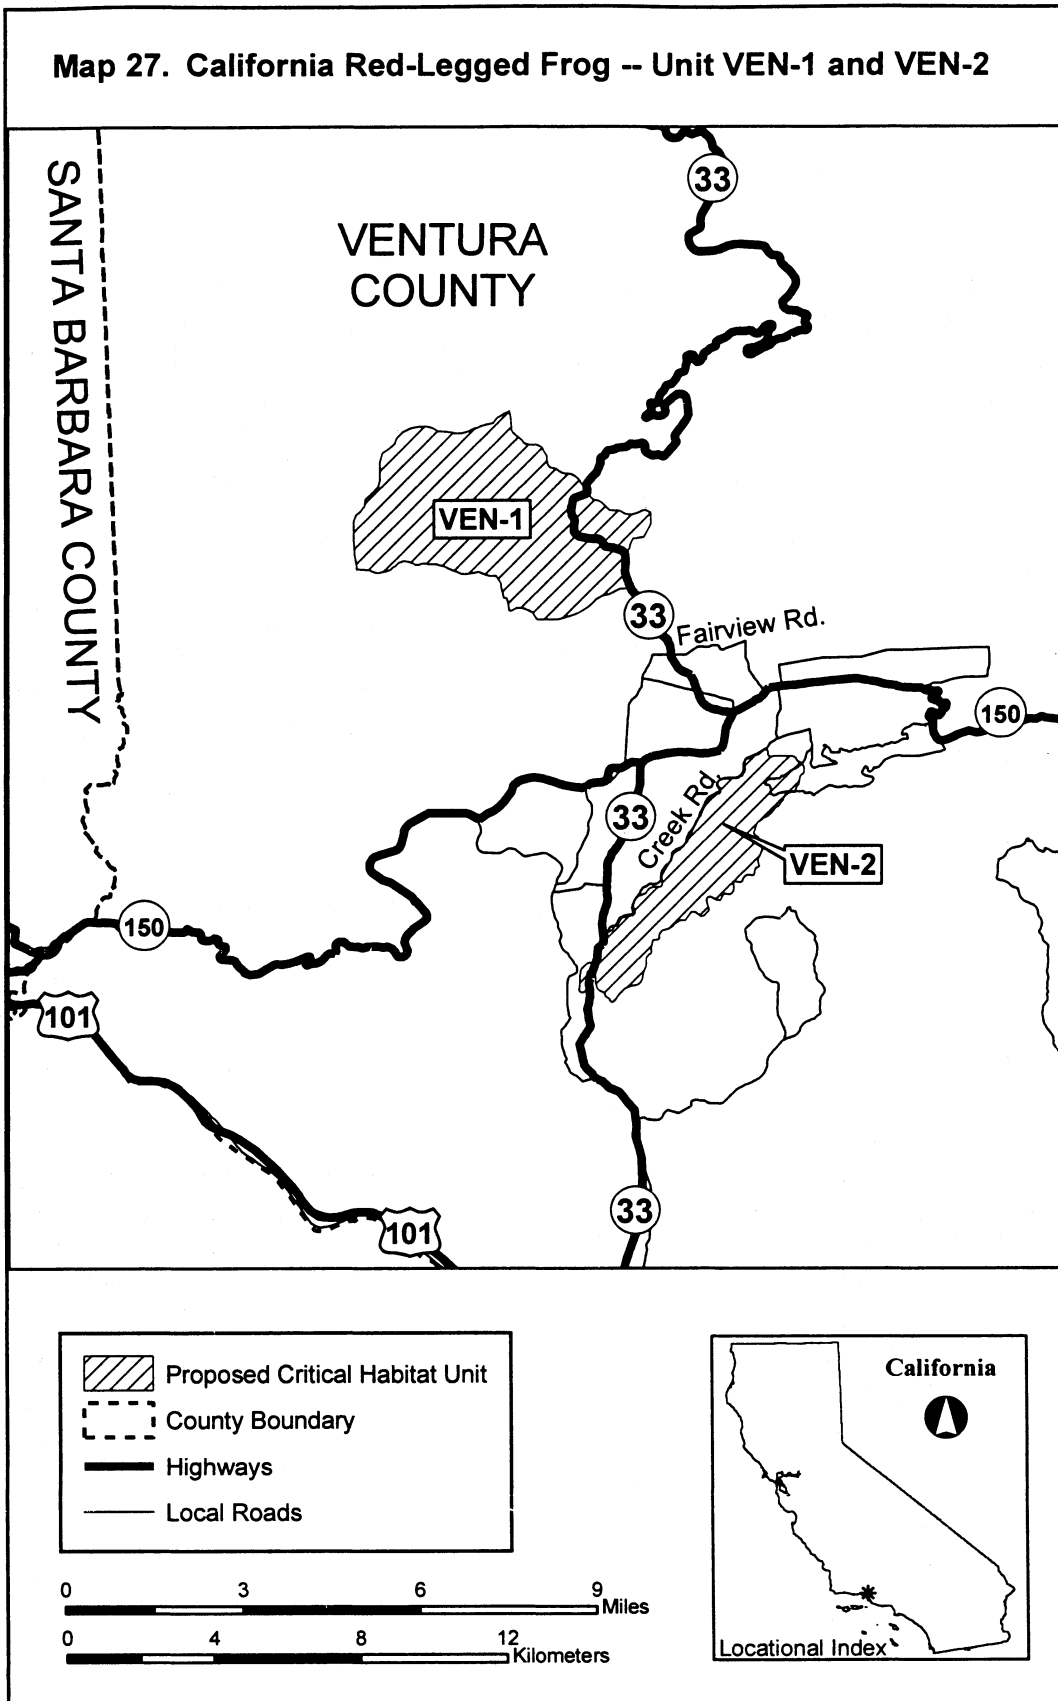 Map 27. California Red-Legged Frog -- Unit VEN-1 and VEN-2
33
SANTA BARBARA COUNTY
VENTURA
COUNTY
VEN-1
33
Fairview Rd.
150
Creek Rd.
33
VEN-2
150
101
33
101
Proposed Critical Habitat Unit
County Boundary
Highways
Local Roads
California
0 3 6 9
Miles
0 4 8 12
Kilometers
Locational Index